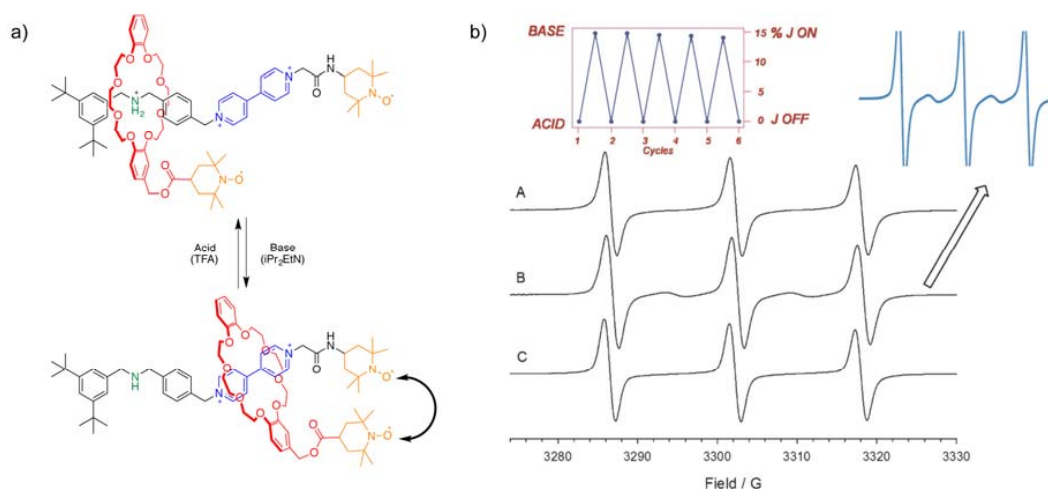 a)
O
O
O
O
O
O
O
O
+
N
H2
N
+
N
+
O
H
N
N
O•
O
O
N
O•
Acid
(TFA)
Base
(iPr2EtN)
N
H
N
+
N
+
O
H
N
N
O•
O
O
O
O
O
O
O
O
O
O
N
O•
b)
BASE
ACID
15 % J ON
10
5
0 J OFF
1 2 3 4 5 6
Cycles
A
B
C
3280 3290 3300 3310 3320 3330
Field / G